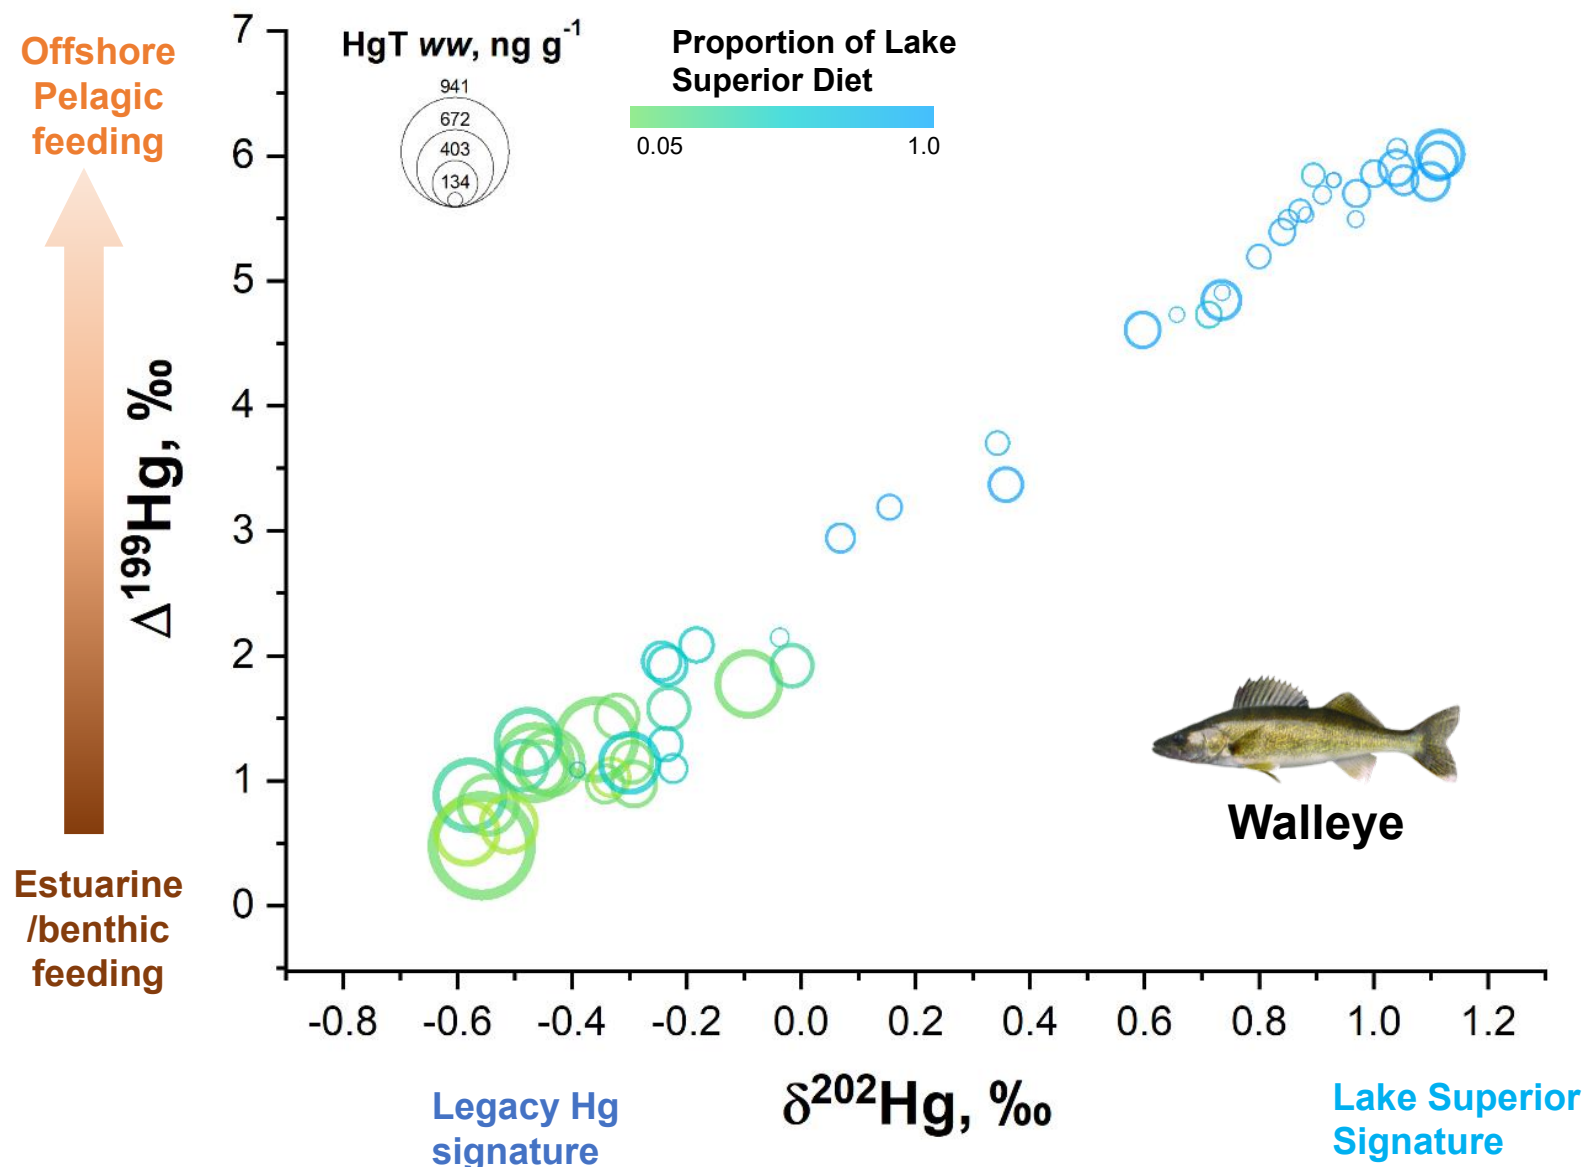 Offshore
Pelagic
feeding
HgT ww, ng g⁻¹
941
672
403
134
Proportion of Lake
Superior Diet
0.05 1.0
7
6
5
4
3
2
1
0
Δ¹⁹⁹Hg, ‰
Estuarine
/benthic
feeding
Walleye
-0.8 -0.6 -0.4 -0.2 0.0 0.2 0.4 0.6 0.8 1.0 1.2
δ²⁰²Hg, ‰
Legacy Hg
signature
Lake Superior
Signature